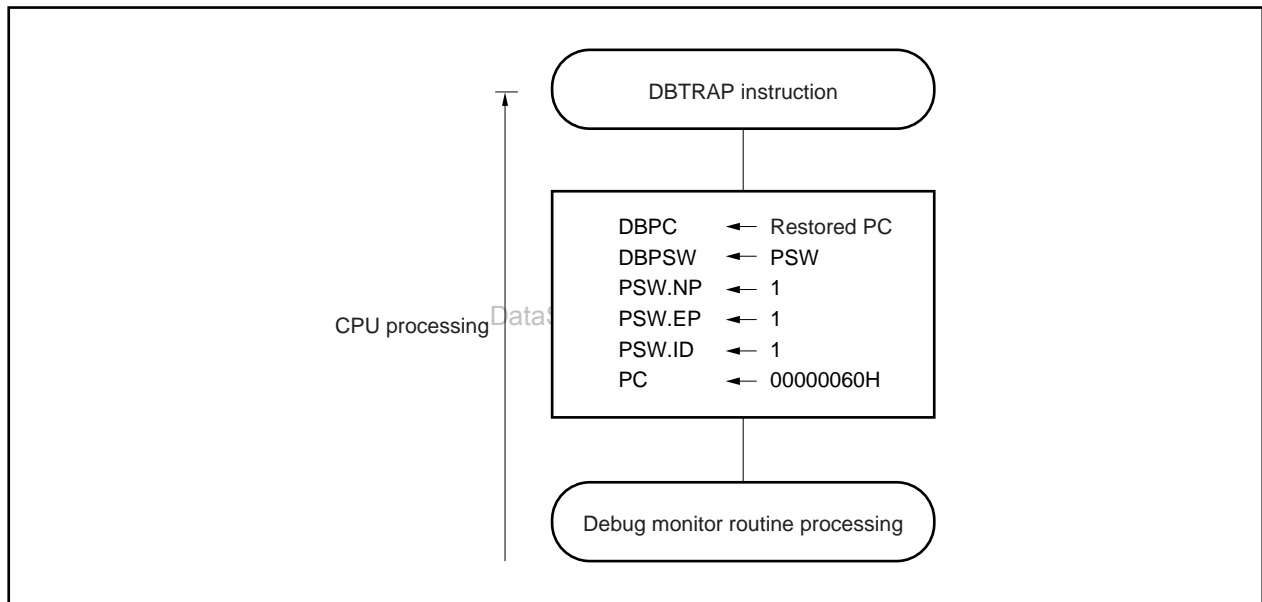 DBTRAP instruction
DBPC ← Restored PC
DBPSW ← PSW
PSW.NP ← 1
PSW.EP ← 1
PSW.ID ← 1
PC ← 00000060H
CPU processing
Debug monitor routine processing